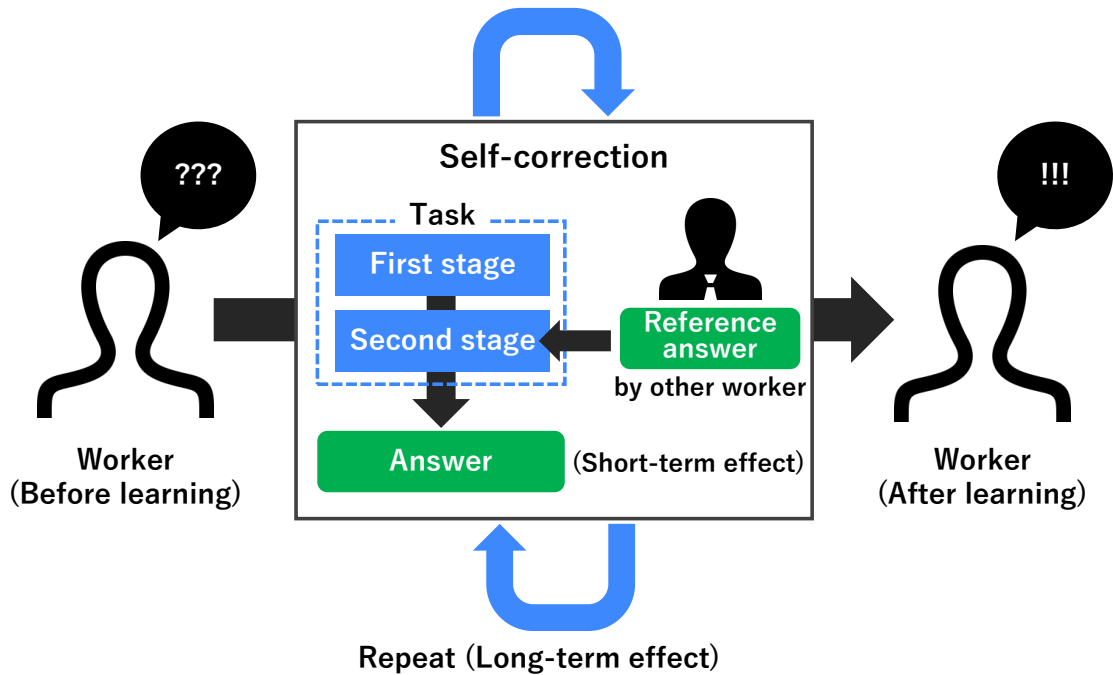 ???
!!!
Self-correction
Task
First stage
Second stage
Reference
answer
by other worker
Answer
(Short-term effect)
Worker
(Before learning)
Worker
(After learning)
Repeat (Long-term effect)